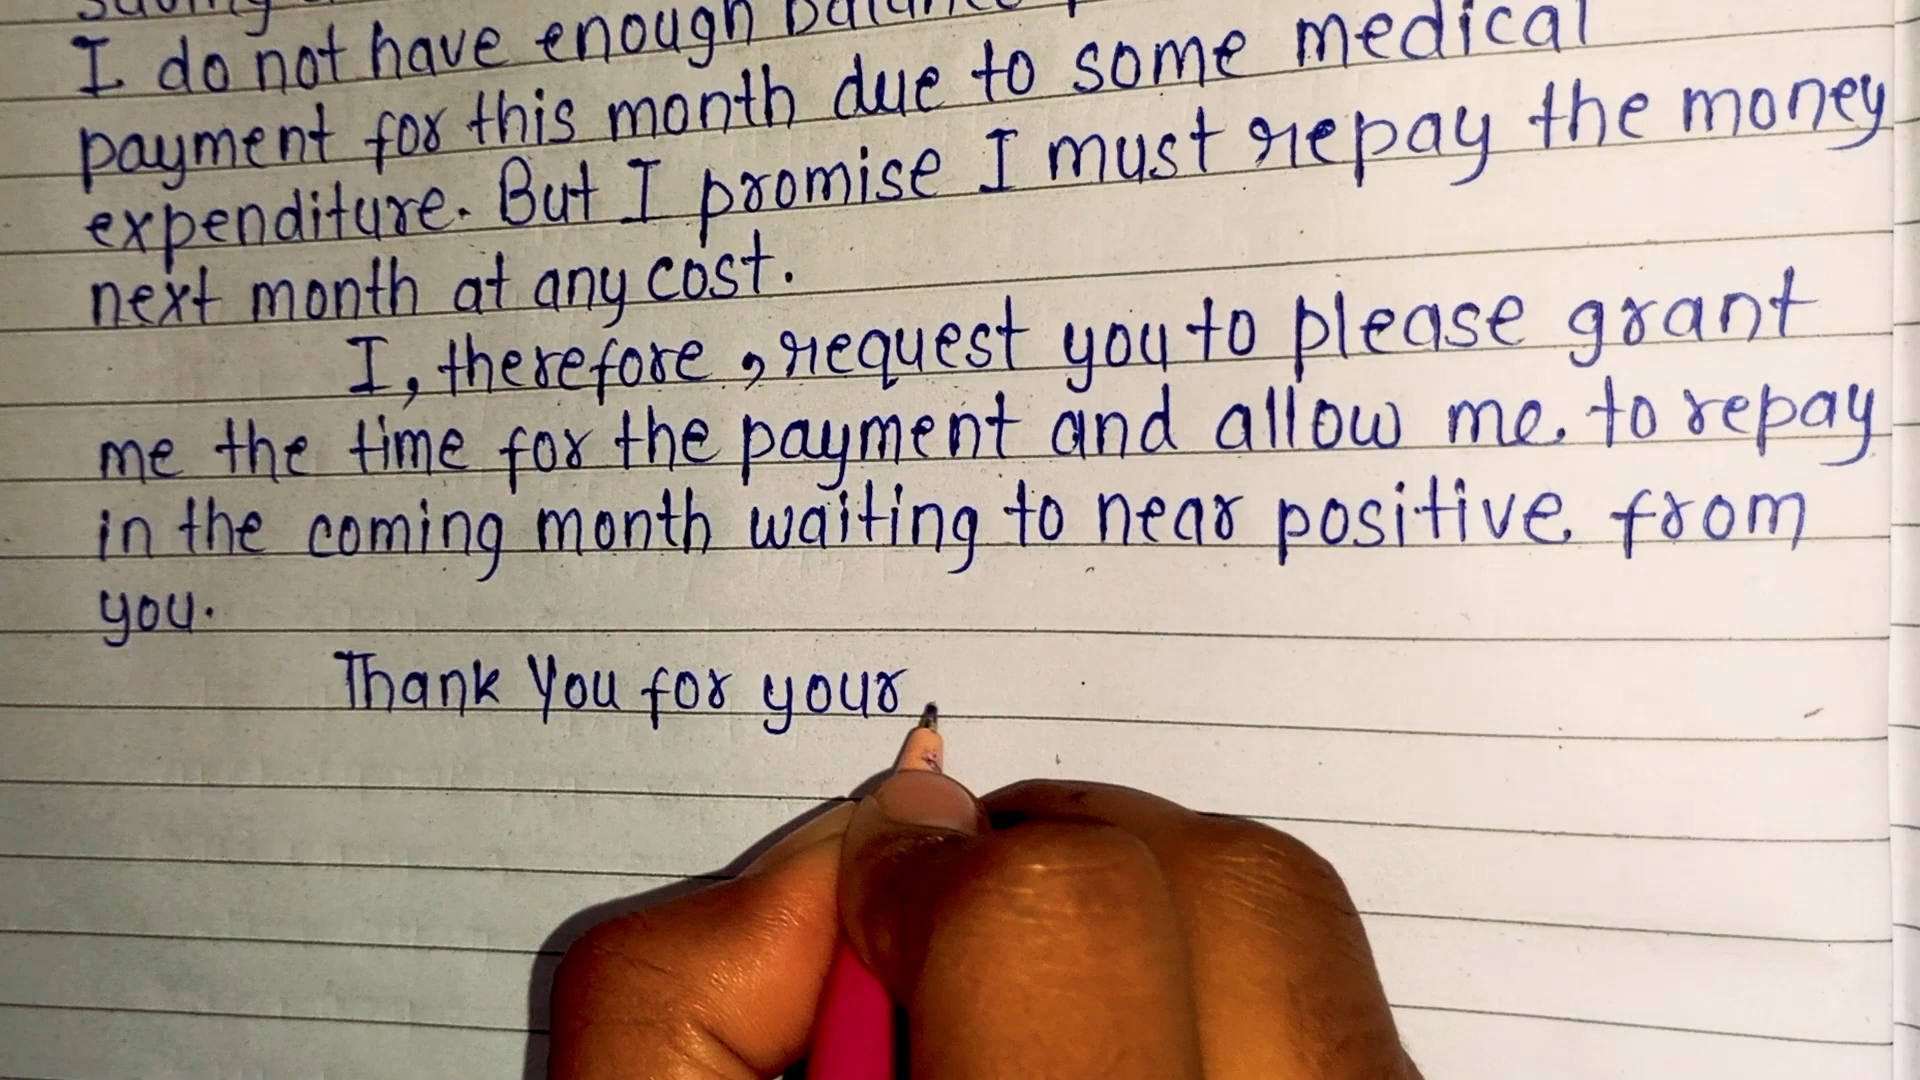 I do not have enough balance
payment for this month due to some medical
expenditure. But I promise I must repay the money
next month at any cost.
I, therefore, request you to please grant
me the time for the payment and allow me to repay
in the coming month waiting to near positive from
you.
Thank You for your